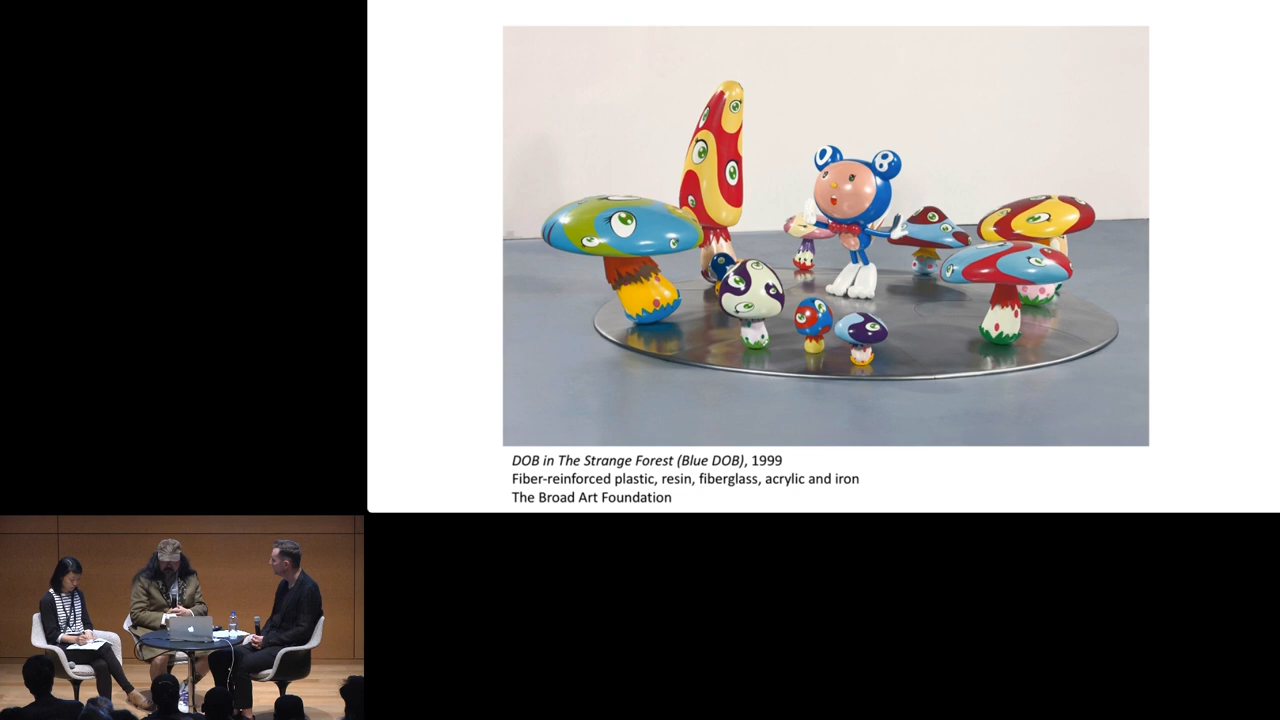 DOB in The Strange Forest (Blue DOB), 1999
Fiber-reinforced plastic, resin, fiberglass, acrylic and iron
The Broad Art Foundation